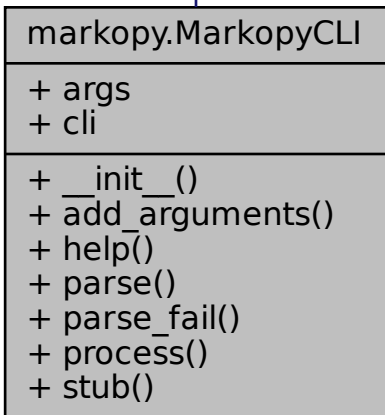 markopy.MarkopyCLI
+ args
+ cli
+ __init__()
+ add_arguments()
+ help()
+ parse()
+ parse_fail()
+ process()
+ stub()